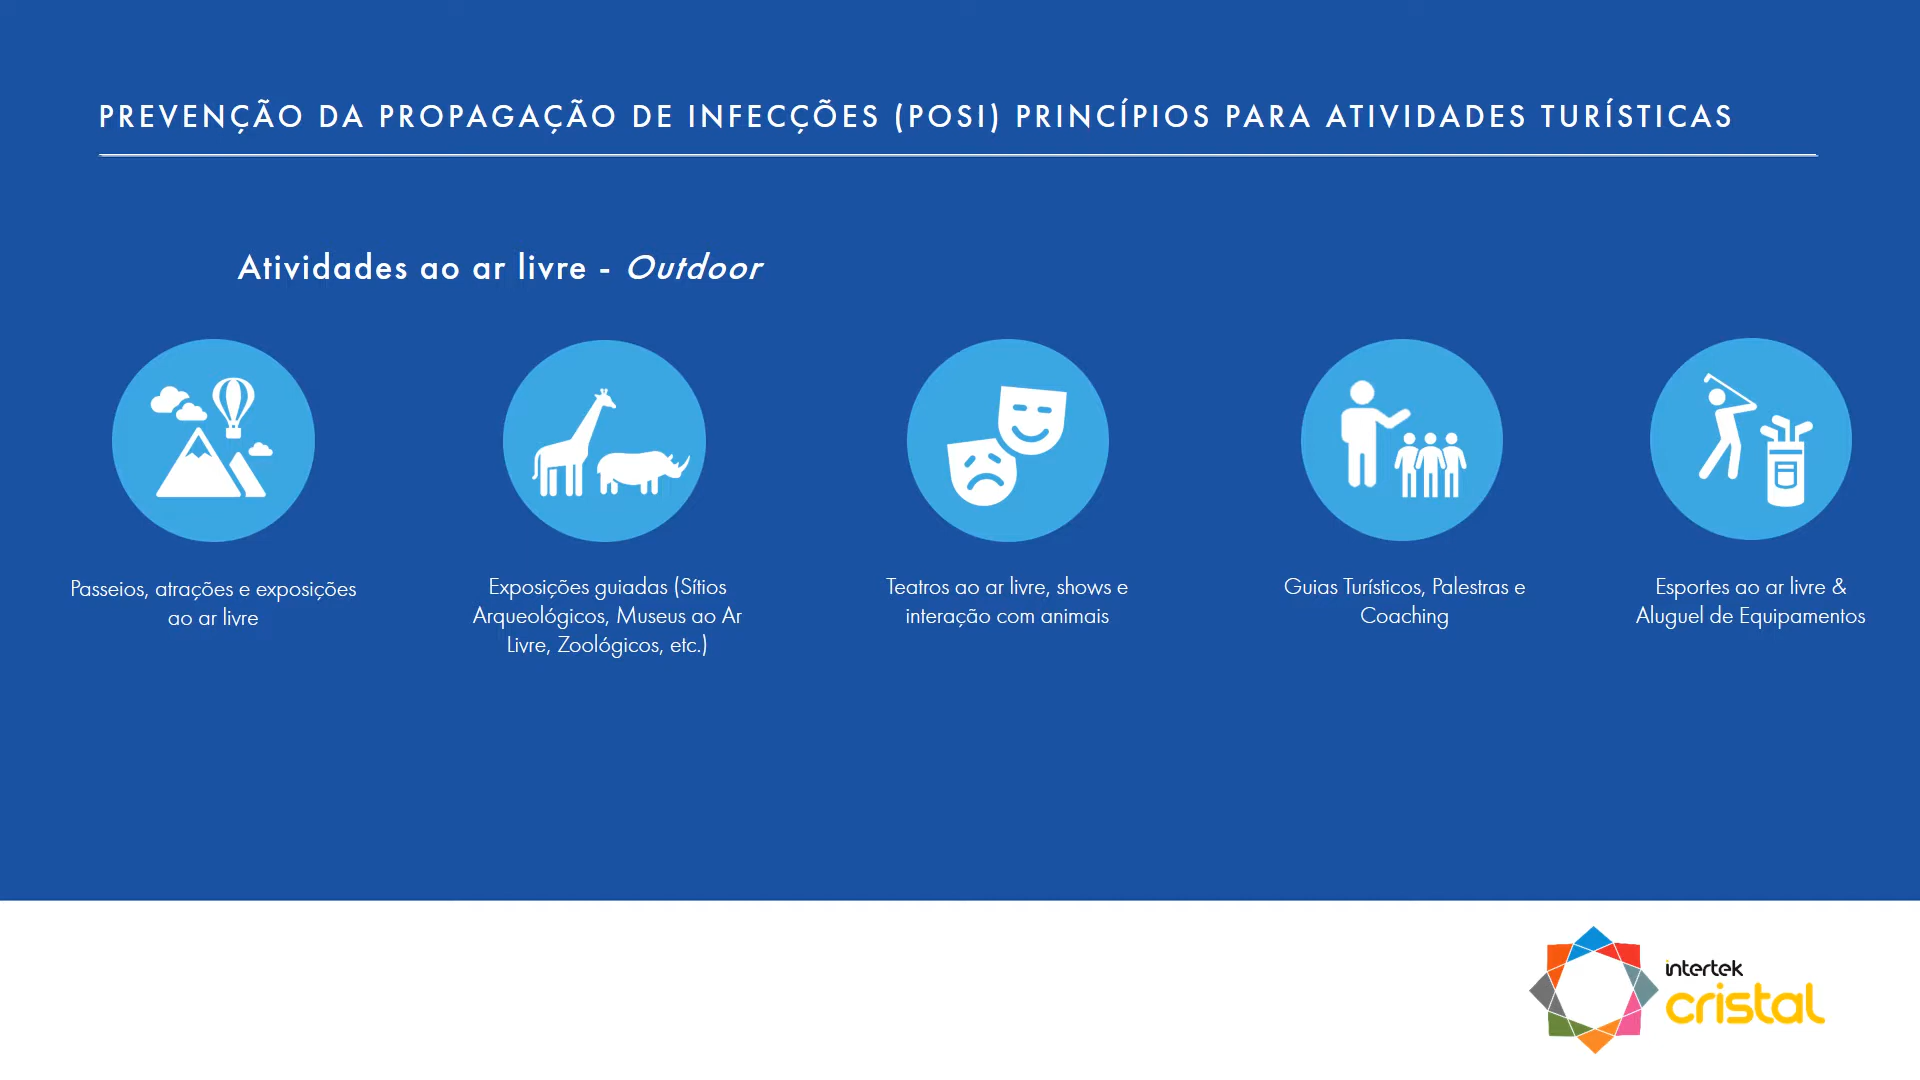 PREVENÇÃO DA PROPAGAÇÃO DE INFECÇÕES (POSI) PRINCÍPIOS PARA ATIVIDADES TURÍSTICAS
Atividades ao ar livre - Outdoor
Passeios, atrações e exposições
ao ar livre
Exposições guiadas (Sítios
Arqueológicos, Museus ao Ar
Livre, Zoológicos, etc.)
Teatros ao ar livre, shows e
interação com animais
Guias Turísticos, Palestras e
Coaching
Esportes ao ar livre &
Aluguel de Equipamentos
intertek
cristal